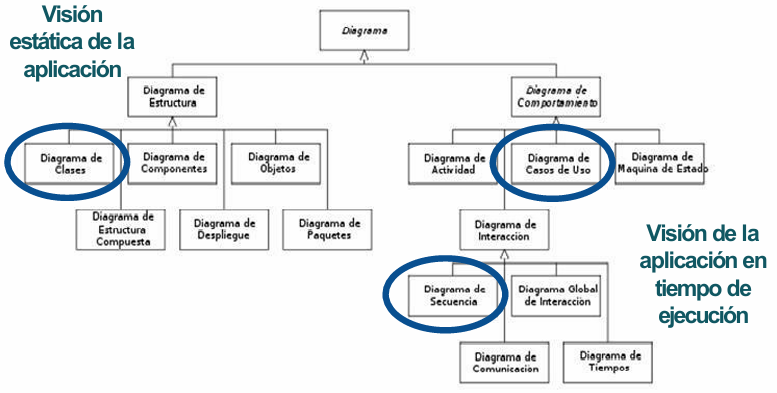 Visión
estática de la
aplicación
Diagrama
Diagrama de
Estructura
Diagrama de
Comportamiento
Diagrama de
Clases
Diagrama de
Componentes
Diagrama de
Objetos
Diagrama de
Actividad
Diagrama de
Casos de Uso
Diagrama de
Maquina de Estado
Diagrama de
Estructura
Compuesta
Diagrama de
Despliegue
Diagrama de
Paquetes
Diagrama de
Interacción
Visión de la
aplicación en
tiempo de
ejecución
Diagrama de
Secuencia
Diagrama Global
de Interacción
Diagrama de
Comunicación
Diagrama de
Tiempos